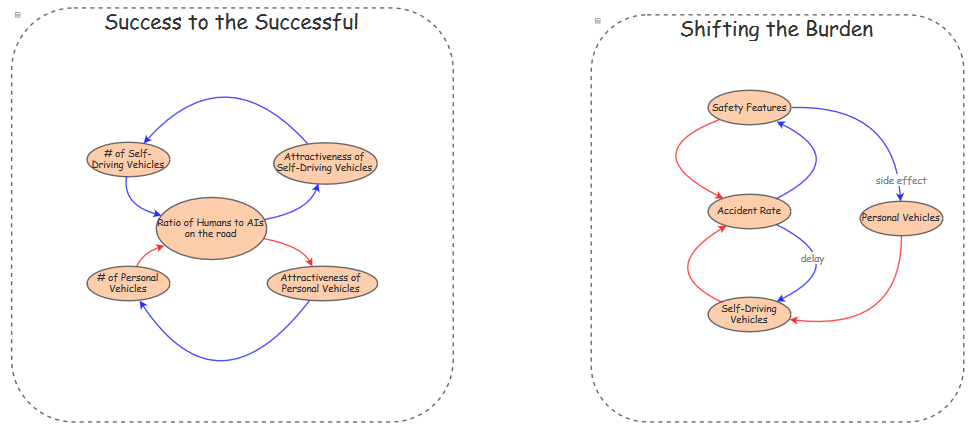 Success to the Successful
# of Self-
Driving Vehicles
Attractiveness of
Self-Driving Vehicles
Ratio of Humans to AIs
on the road
# of Personal
Vehicles
Attractiveness of
Personal Vehicles
Shifting the Burden
Safety Features
side effect
Accident Rate
Personal Vehicles
delay
Self-Driving
Vehicles